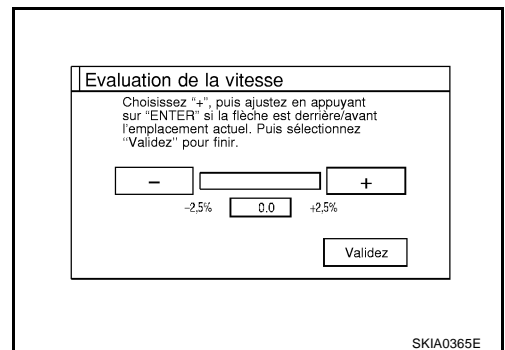 Evaluation de la vitesse
Choisissez “+”, puis ajustez en appuyant
sur “ENTER” si la flèche est derrière/avant
l’emplacement actuel. Puis sélectionnez
“Validez” pour finir.
− +
−2,5% 0.0 +2,5%
Validez
SKIA0365E